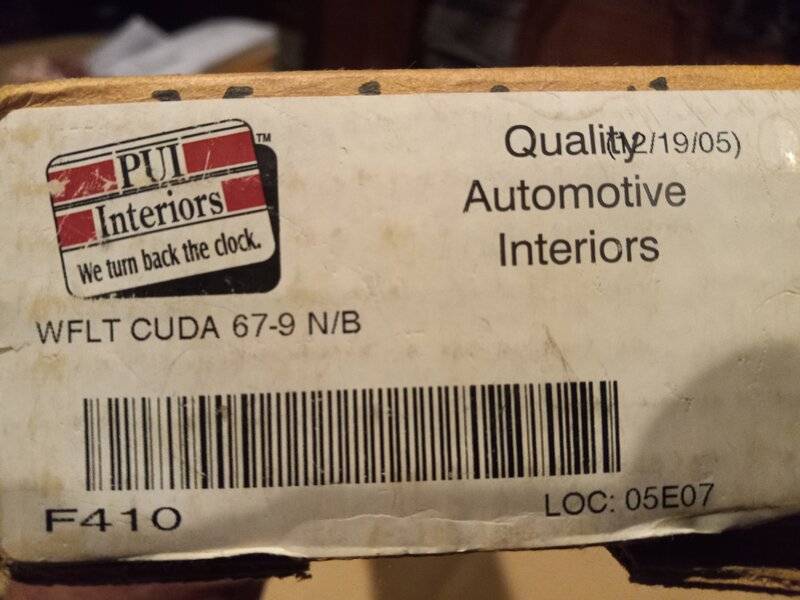 PUI
Interiors
We turn back the clock.
TM
Quality (12/19/05)
Automotive
Interiors
WFLT CUDA 67-9 N/B
F410
LOC: 05E07